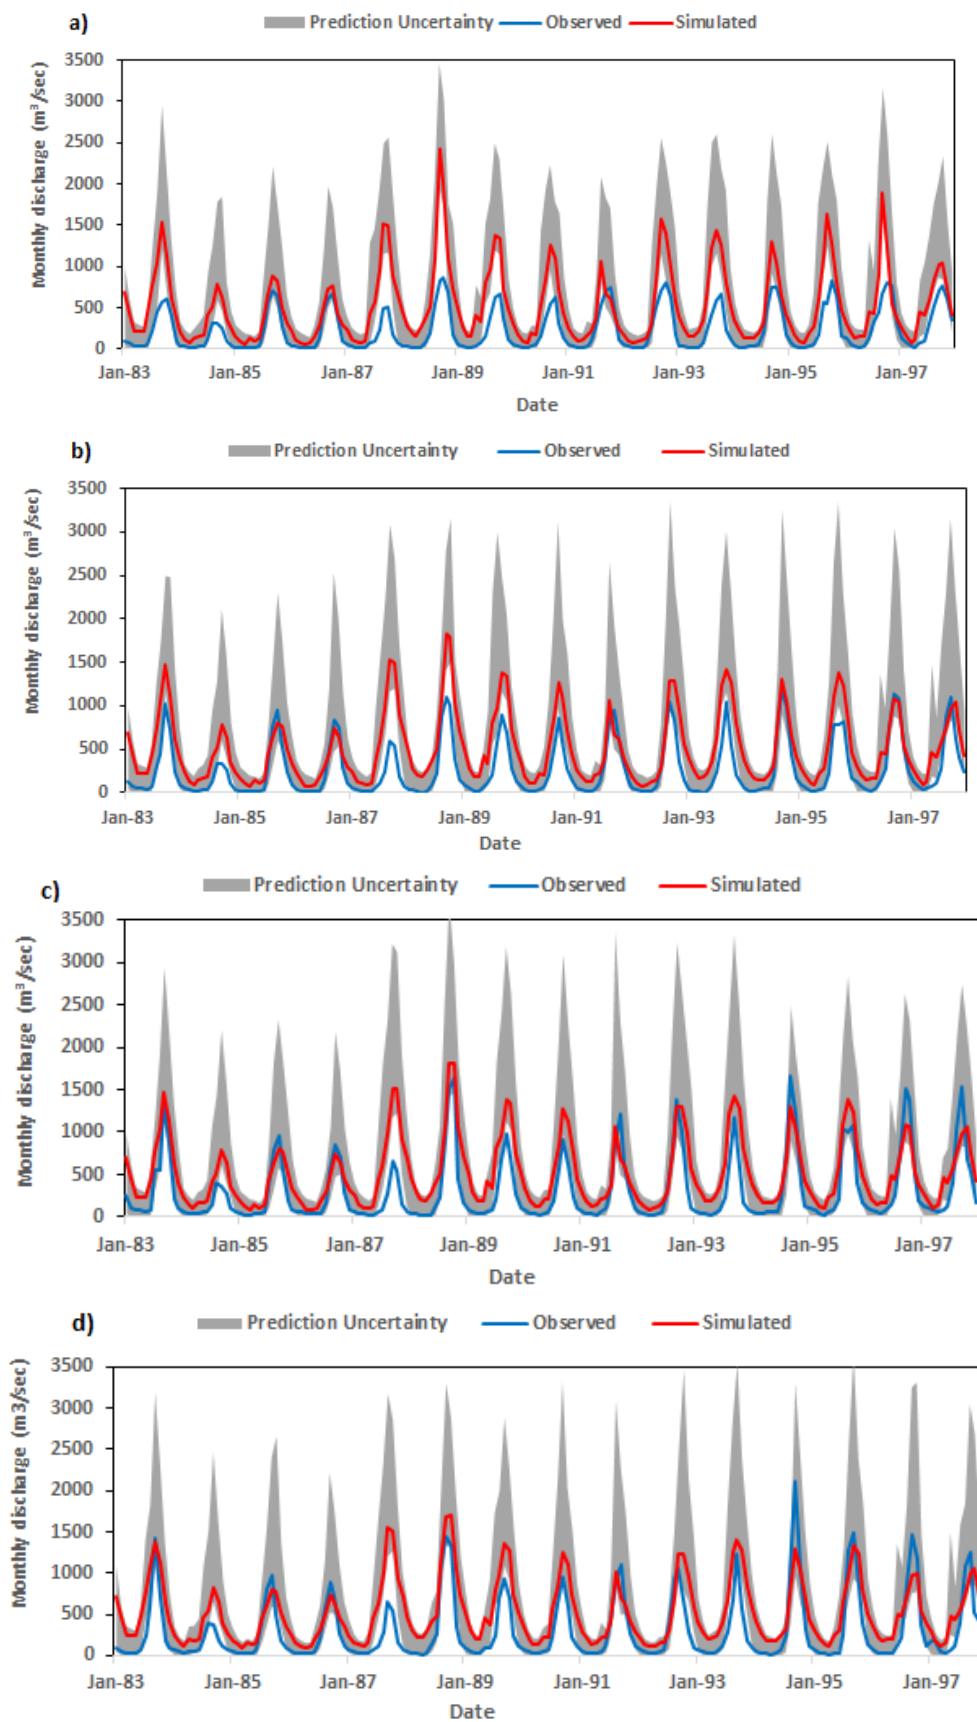 a) Prediction Uncertainty Observed Simulated
Monthly discharge (m³/sec)
3500
3000
2500
2000
1500
1000
500
0
Jan-83 Jan-85 Jan-87 Jan-89 Jan-91 Jan-93 Jan-95 Jan-97
Date
b) Prediction Uncertainty Observed Simulated
Monthly discharge (m³/sec)
3500
3000
2500
2000
1500
1000
500
0
Jan-83 Jan-85 Jan-87 Jan-89 Jan-91 Jan-93 Jan-95 Jan-97
Date
c) Prediction Uncertainty Observed Simulated
Monthly discharge (m³/sec)
3500
3000
2500
2000
1500
1000
500
0
Jan-83 Jan-85 Jan-87 Jan-89 Jan-91 Jan-93 Jan-95 Jan-97
Date
d) Prediction Uncertainty Observed Simulated
Monthly discharge (m3/sec)
3500
3000
2500
2000
1500
1000
500
0
Jan-83 Jan-85 Jan-87 Jan-89 Jan-91 Jan-93 Jan-95 Jan-97
Date